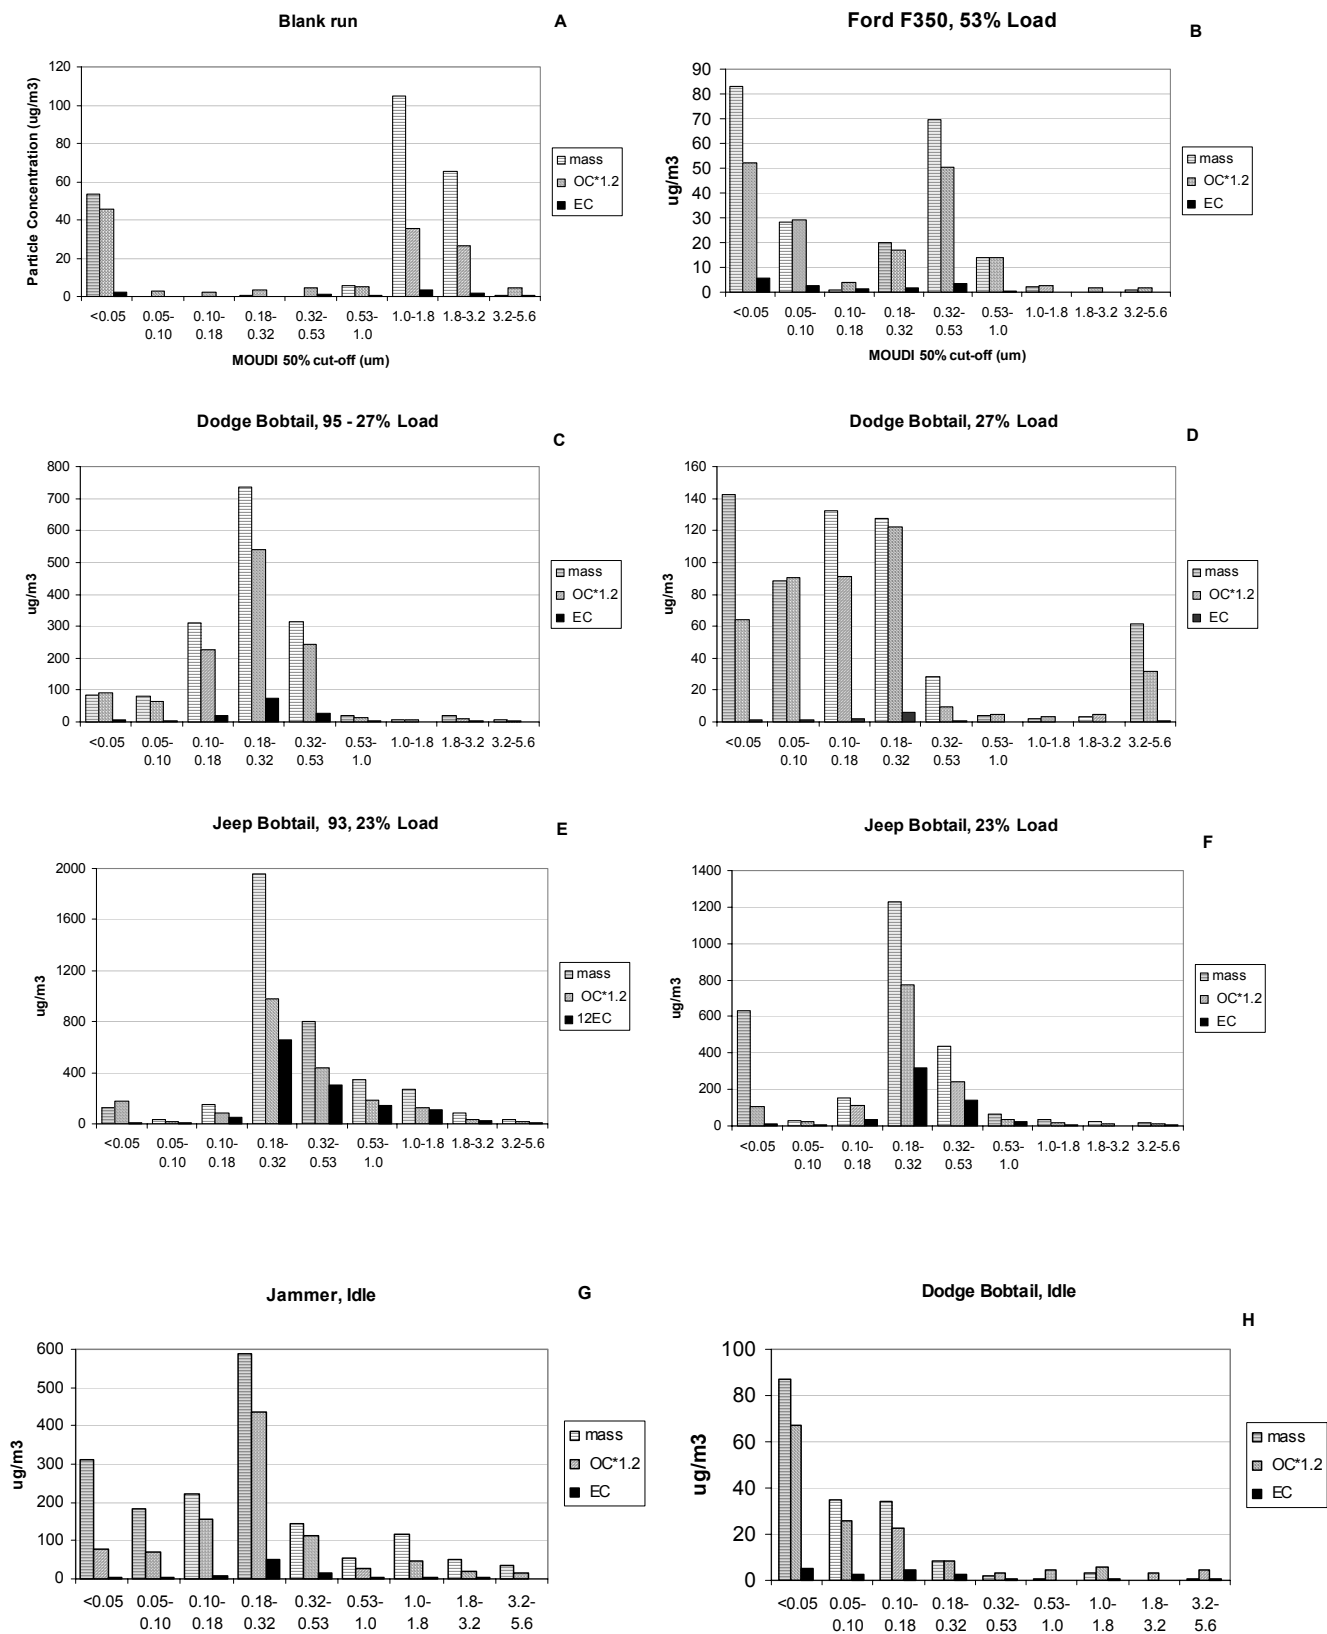 Blank run
A
Particle Concentration (ug/m3)
120
100
80
60
40
20
0
<0.05 0.05- 0.10- 0.18- 0.32- 0.53- 1.0-1.8 1.8-3.2 3.2-5.6
0.10 0.18 0.32 0.53 1.0
MOUDI 50% cut-off (um)
mass
OC*1.2
EC
Ford F350, 53% Load
B
ug/m3
90
80
70
60
50
40
30
20
10
0
<0.05 0.05- 0.10- 0.18- 0.32- 0.53- 1.0-1.8 1.8-3.2 3.2-5.6
0.10 0.18 0.32 0.53 1.0
MOUDI 50% cut-off (um)
mass
OC*1.2
EC
Dodge Bobtail, 95 - 27% Load
C
ug/m3
800
700
600
500
400
300
200
100
0
<0.05 0.05- 0.10- 0.18- 0.32- 0.53- 1.0-1.8 1.8-3.2 3.2-5.6
0.10 0.18 0.32 0.53 1.0
mass
OC*1.2
EC
Dodge Bobtail, 27% Load
D
ug/m3
160
140
120
100
80
60
40
20
0
<0.05 0.05- 0.10- 0.18- 0.32- 0.53- 1.0-1.8 1.8-3.2 3.2-5.6
0.10 0.18 0.32 0.53 1.0
mass
OC*1.2
EC
Jeep Bobtail, 93, 23% Load
E
ug/m3
2000
1600
1200
800
400
0
<0.05 0.05- 0.10- 0.18- 0.32- 0.53- 1.0-1.8 1.8-3.2 3.2-5.6
0.10 0.18 0.32 0.53 1.0
mass
OC*1.2
12EC
Jeep Bobtail, 23% Load
F
ug/m3
1400
1200
1000
800
600
400
200
0
<0.05 0.05- 0.10- 0.18- 0.32- 0.53- 1.0-1.8 1.8-3.2 3.2-5.6
0.10 0.18 0.32 0.53 1.0
mass
OC*1.2
EC
Jammer, Idle
G
ug/m3
600
500
400
300
200
100
0
<0.05 0.05- 0.10- 0.18- 0.32- 0.53- 1.0- 1.8- 3.2-
0.10 0.18 0.32 0.53 1.0 1.8 3.2 5.6
mass
OC*1.2
EC
Dodge Bobtail, Idle
H
ug/m3
100
80
60
40
20
0
<0.05 0.05- 0.10- 0.18- 0.32- 0.53- 1.0- 1.8- 3.2-
0.10 0.18 0.32 0.53 1.0 1.8 3.2 5.6
mass
OC*1.2
EC